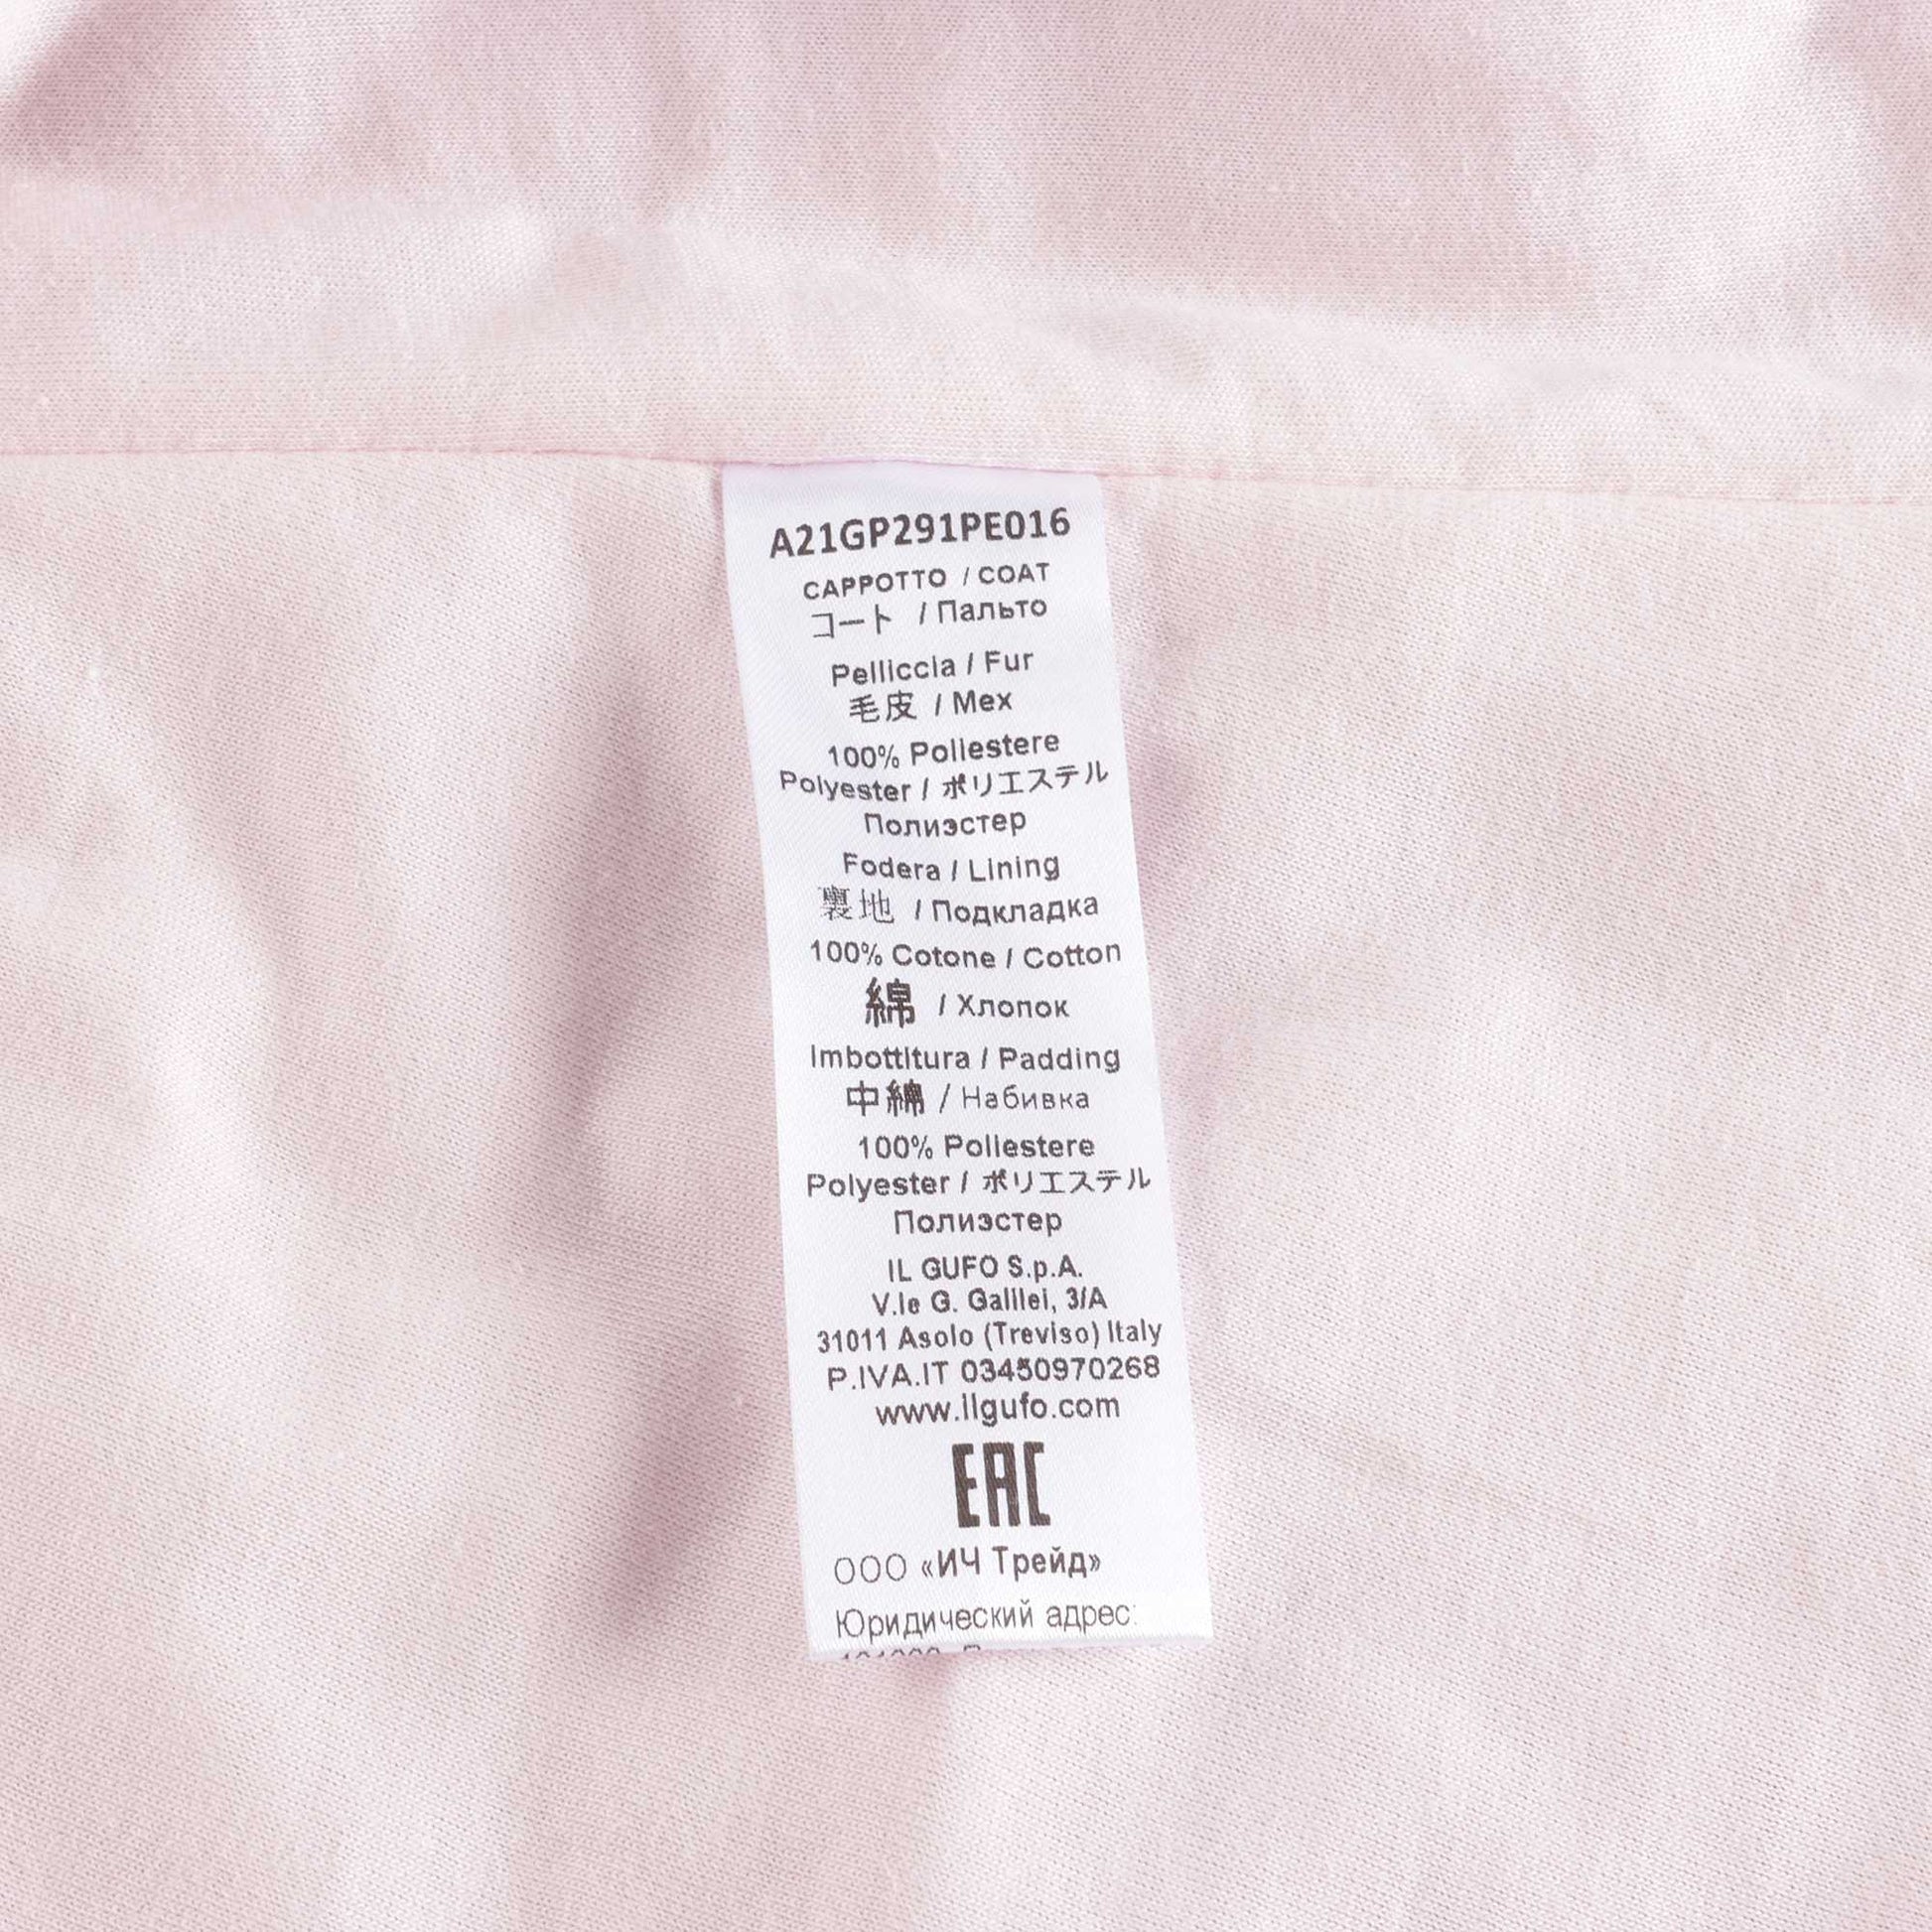 A21GP291PE016
CAPPOTTO / COAT
コート / Пальто
Pelliccia / Fur
毛皮 / Мех
100% Poliestere
Polyester / ポリエステル
Полиэстер
Fodera / Lining
裏地 / Подкладка
100% Cotone / Cotton
綿 / Хлопок
Imbottitura / Padding
中綿 / Набивка
100% Poliestere
Polyester / ポリエステル
Полиэстер
IL GUFO S.p.A.
V.le G. Galilei, 3/A
31011 Asolo (Treviso) Italy
P.IVA.IT 03450970268
www.ilgufo.com
EAC
ООО «ИЧ Трейд»
Юридический адрес: